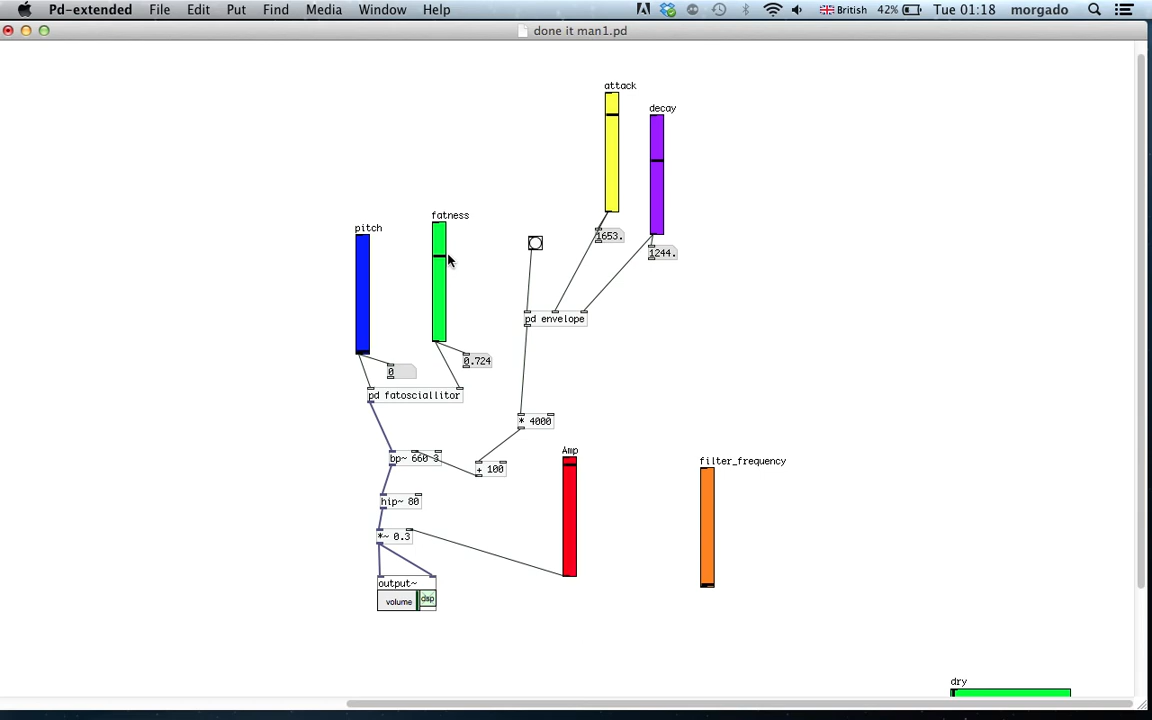 Pd-extended File Edit Put Find Media Window Help British 42% Tue 01:18 morgado
done it man1.pd
attack
decay
fatness
pitch
1653.
1244.
pd envelope
0.724
0
pd fatosciallitor
* 4000
Amp
bp~ 660 3
+ 100
filter_frequency
hip~ 80
*~ 0.3
output~
volume dsp
dry